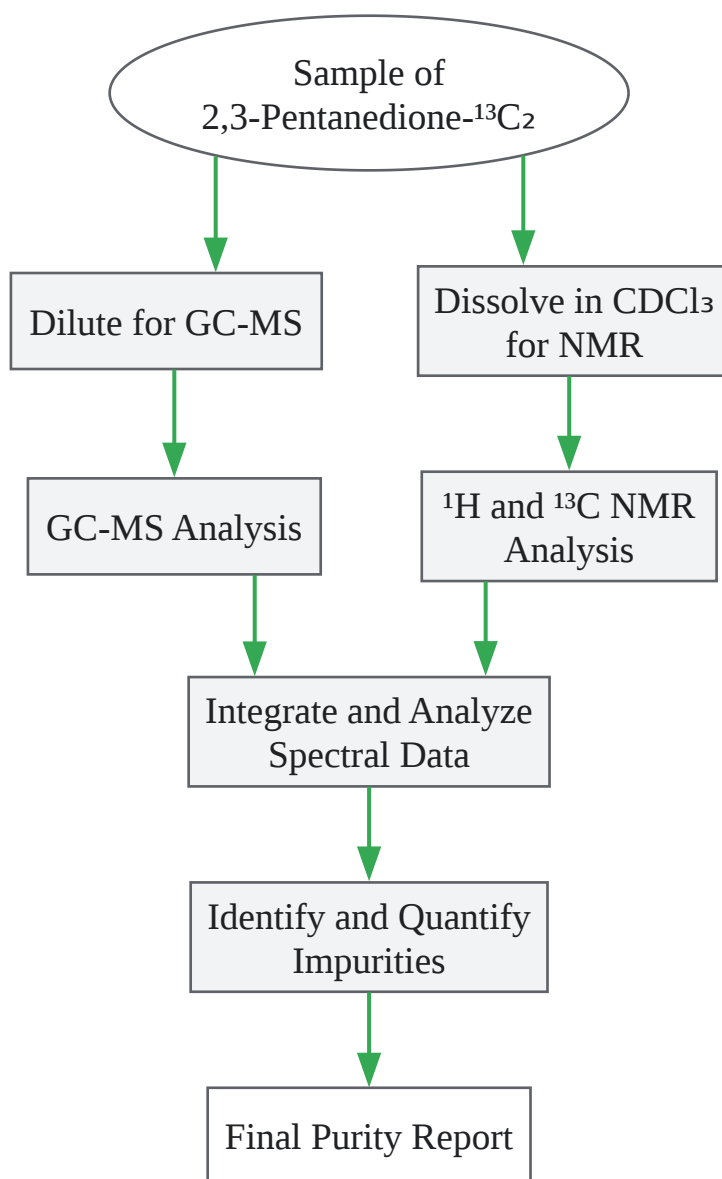 Sample of
2,3-Pentanedione-¹³C₂
Dilute for GC-MS
Dissolve in CDCl₃
for NMR
GC-MS Analysis
¹H and ¹³C NMR
Analysis
Integrate and Analyze
Spectral Data
Identify and Quantify
Impurities
Final Purity Report